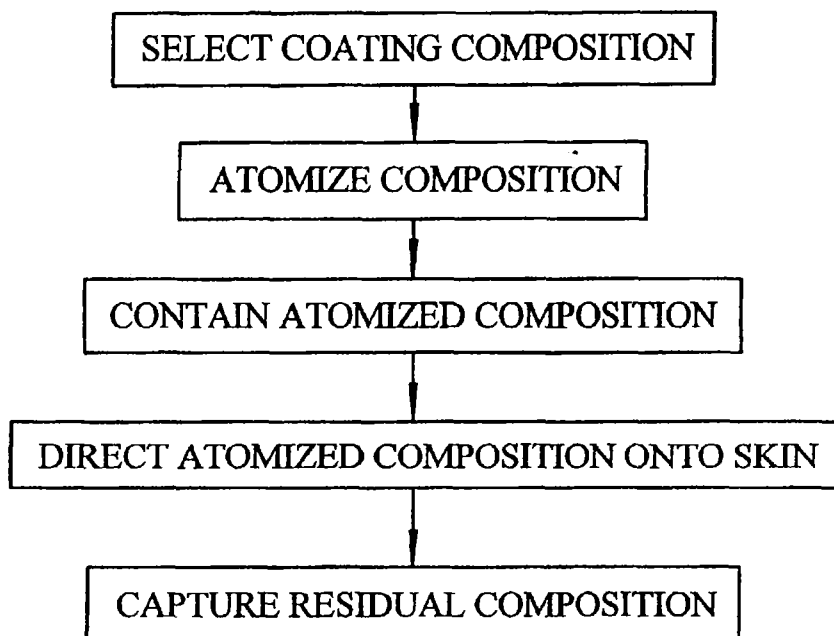 SELECT COATING COMPOSITION
ATOMIZE COMPOSITION
CONTAIN ATOMIZED COMPOSITION
DIRECT ATOMIZED COMPOSITION ONTO SKIN
CAPTURE RESIDUAL COMPOSITION